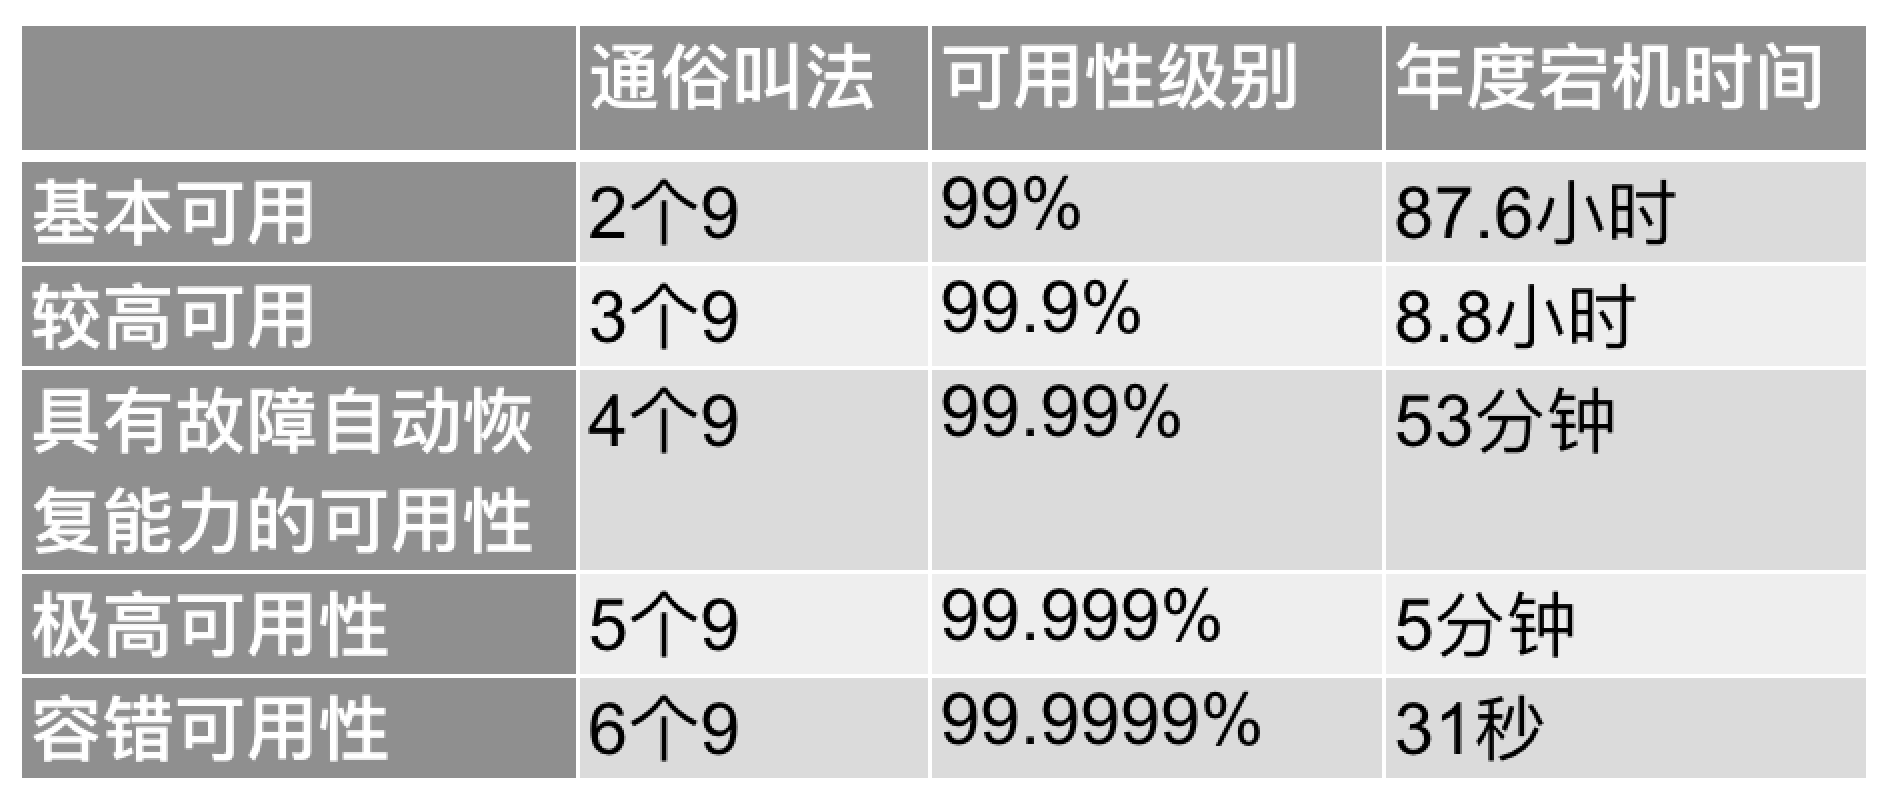 通俗叫法 可用性级别 年度宕机时间
基本可用 2个9 99% 87.6小时
较高可用 3个9 99.9% 8.8小时
具有故障自动恢 4个9 99.99% 53分钟
复能力的可用性
极高可用性 5个9 99.999% 5分钟
容错可用性 6个9 99.9999% 31秒